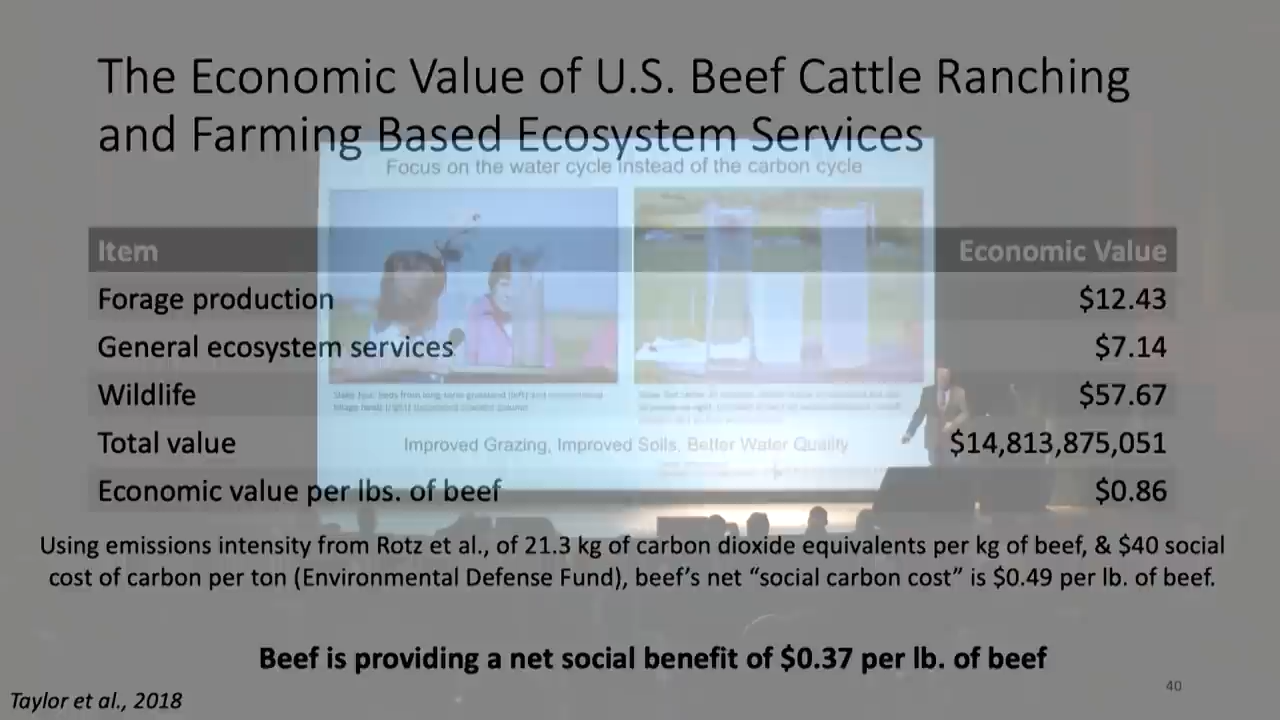 The Economic Value of U.S. Beef Cattle Ranching
and Farming Based Ecosystem Services
Focus on the water cycle instead of the carbon cycle
Item Economic Value
Forage production $12.43
General ecosystem services $7.14
Wildlife $57.67
Total value $14,813,875,051
Improved Grazing, Improved Soils, Better Water Quality
Economic value per lbs. of beef $0.86
Using emissions intensity from Rotz et al., of 21.3 kg of carbon dioxide equivalents per kg of beef, & $40 social
cost of carbon per ton (Environmental Defense Fund), beef’s net “social carbon cost” is $0.49 per lb. of beef.
Beef is providing a net social benefit of $0.37 per lb. of beef
40
Taylor et al., 2018